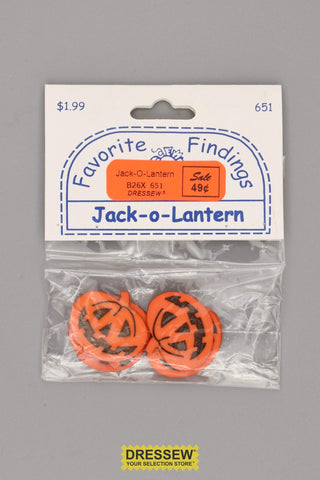 $1.99
651
Favorite Findings
Jack-O-Lantern
B26X 651
DRESSEW®
Sale
49¢
Jack-o-Lantern
DRESSEW
YOUR SELECTION STORE